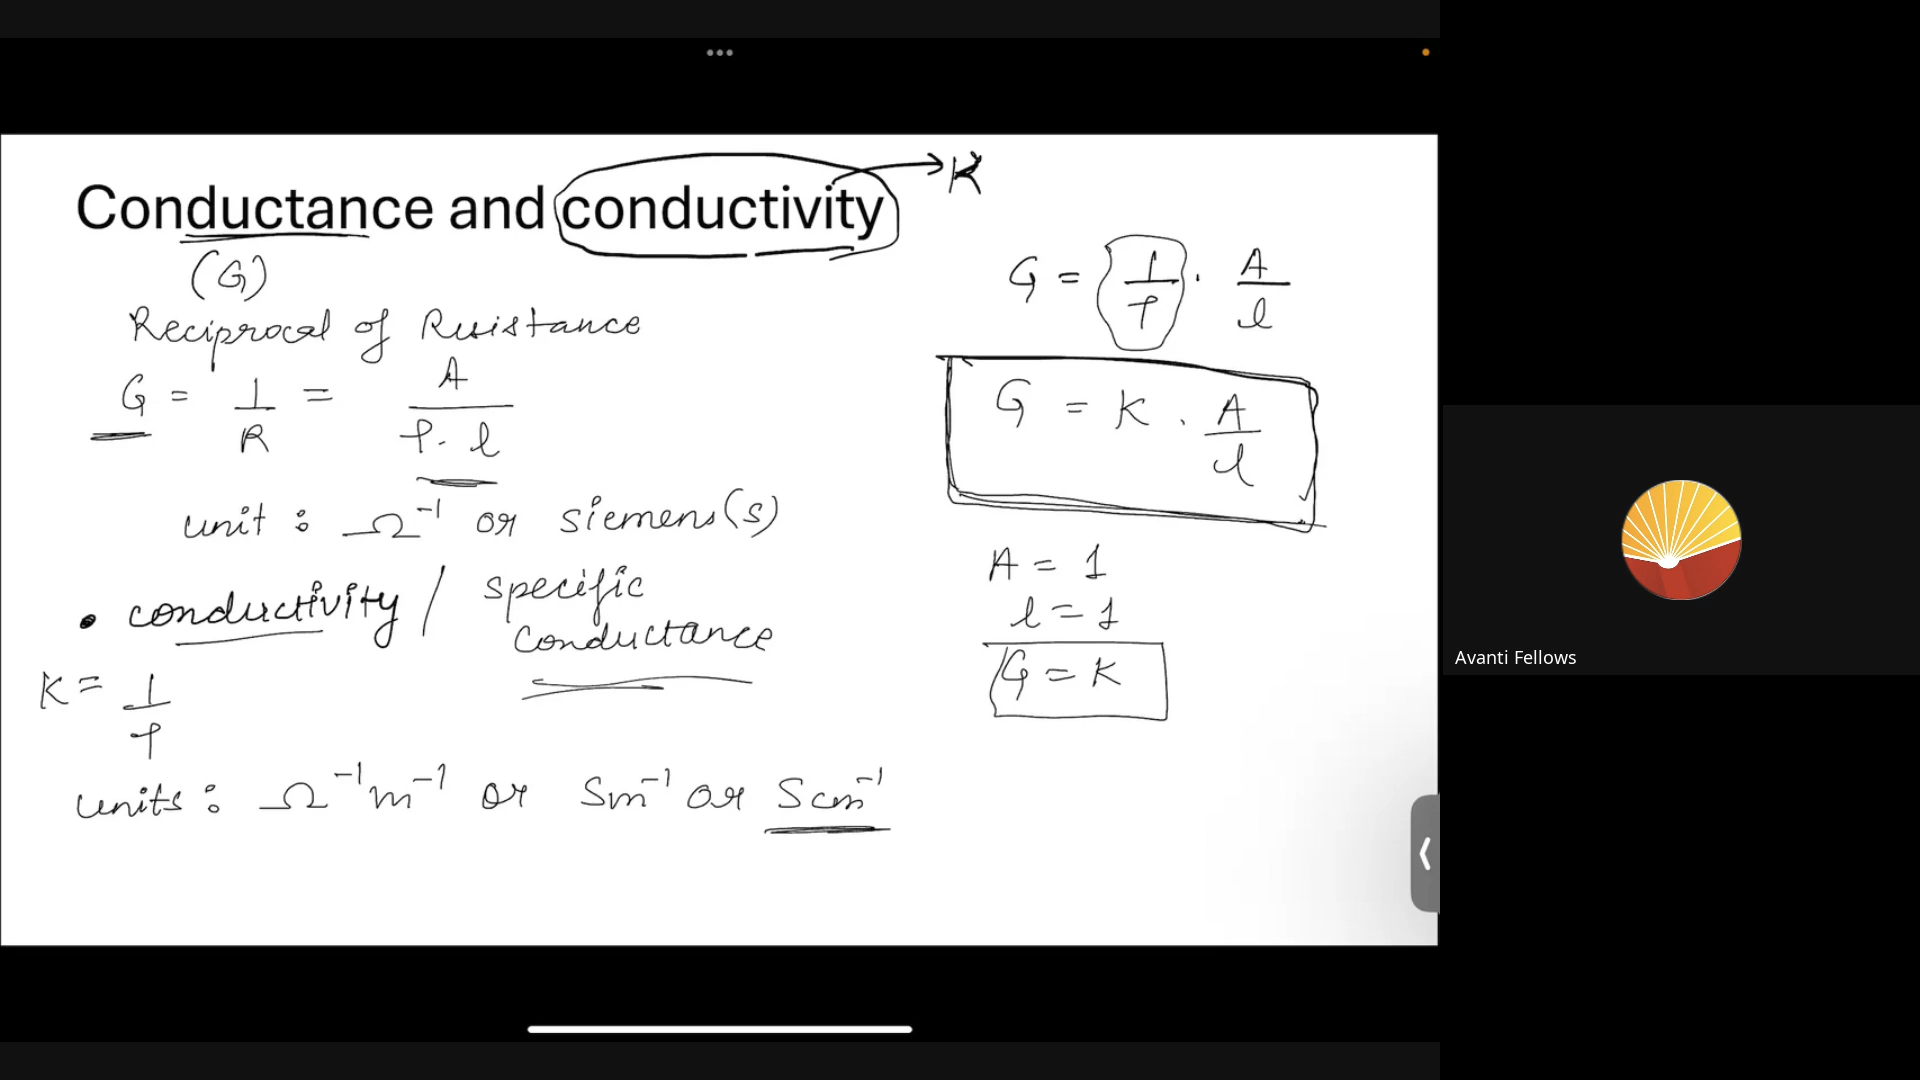 Conductance and conductivity → K
(G)
Reciprocal of Resistance
G = 1/R = A/ρ. l
unit : Ω⁻¹ or siemens(s)
• conductivity / specific conductance
K = 1/ρ
units : Ω⁻¹m⁻¹ or Sm⁻¹ or Scm⁻¹
G = 1/ρ . A/l
G = K . A/l
A = 1
l = 1
G = K
Avanti Fellows